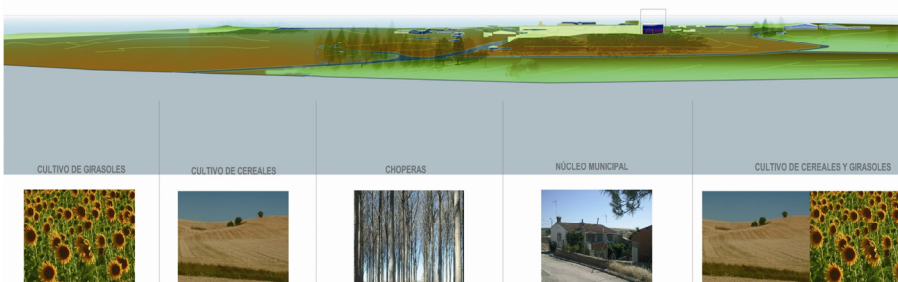 CULTIVO DE GIRASOLES
CULTIVO DE CEREALES
CHOPERAS
NÚCLEO MUNICIPAL
CULTIVO DE CEREALES Y GIRASOLES